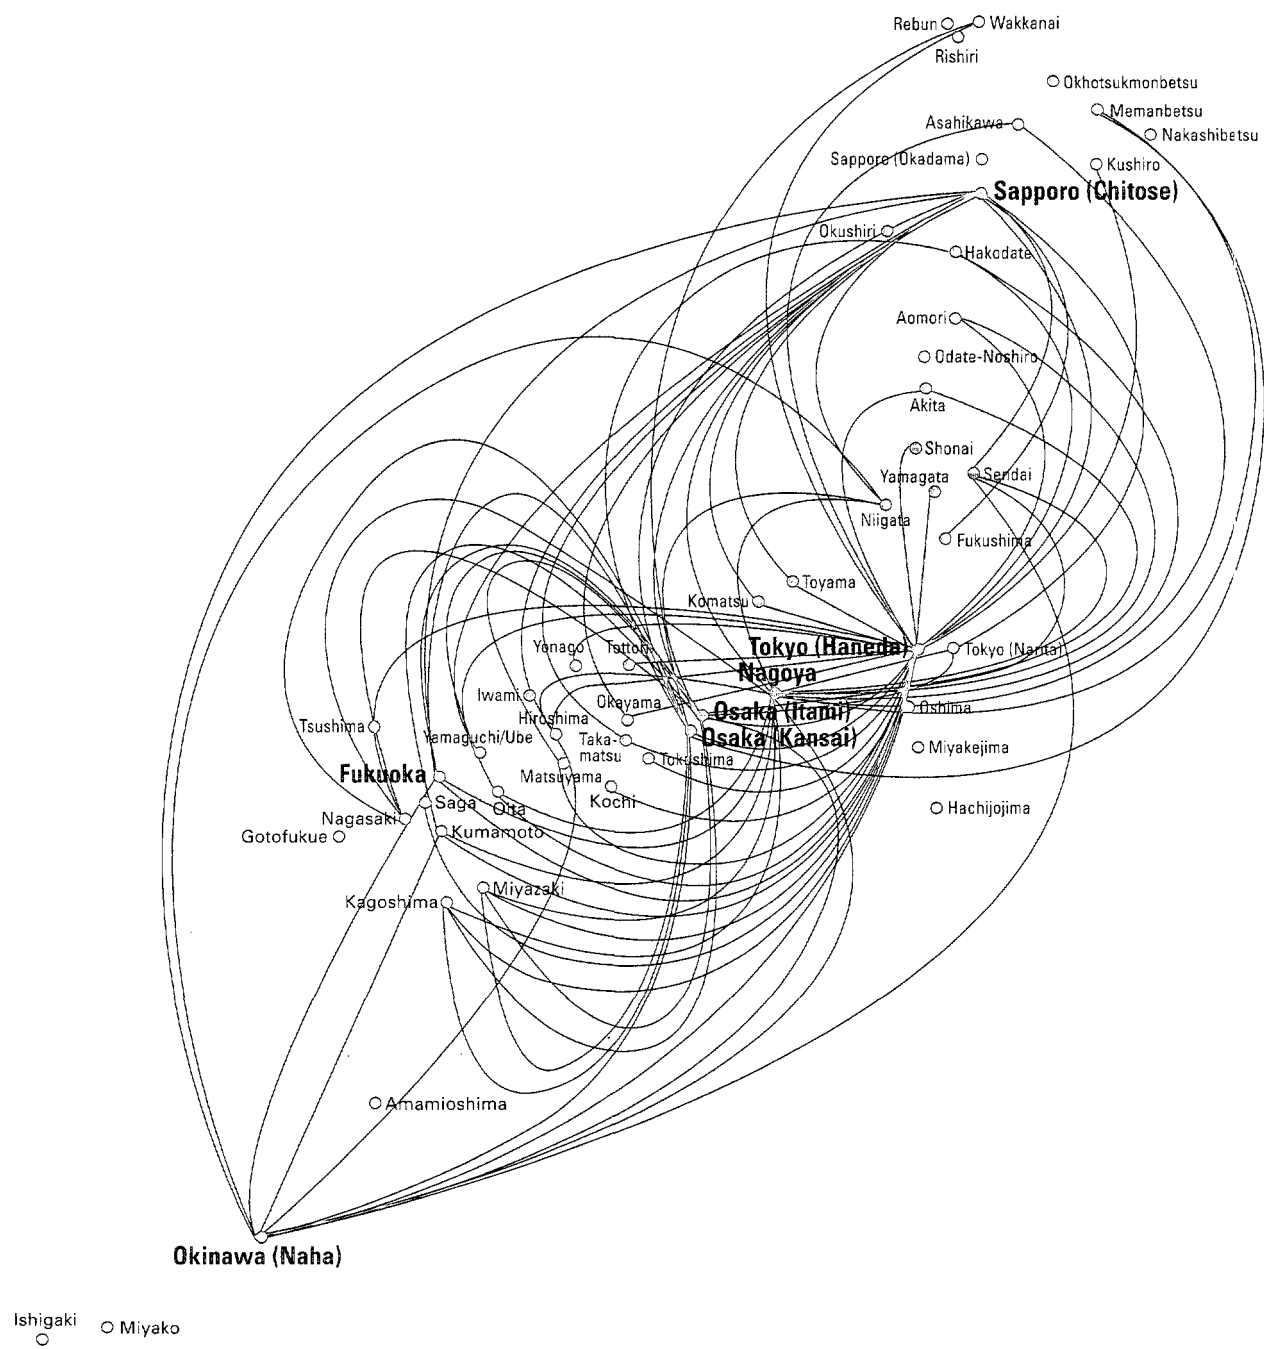 Rebun
Wakkanai
Rishiri
Okhotsukmonbetsu
Memanbetsu
Asahikawa
Nakashibetsu
Sapporo (Okadama)
Kushiro
Sapporo (Chitose)
Okushiri
Hakodate
Aomori
Odate-Noshiro
Akita
Shonai
Yamagata
Sendai
Niigata
Fukushima
Toyama
Komatsu
Tokyo (Haneda)
Tokyo (Narita)
Yonago
Tottori
Nagoya
Iwami
Okayama
Osaka (Itami)
Oshima
Hiroshima
Tsushima
Yamaguchi/Ube
Taka-
matsu
Osaka (Kansai)
Miyakejima
Tokushima
Fukuoka
Matsuyama
Kochi
Saga
Oita
Hachijojima
Nagasaki
Kumamoto
Gotofukue
Miyazaki
Kagoshima
Amamioshima
Okinawa (Naha)
Ishigaki
Miyako